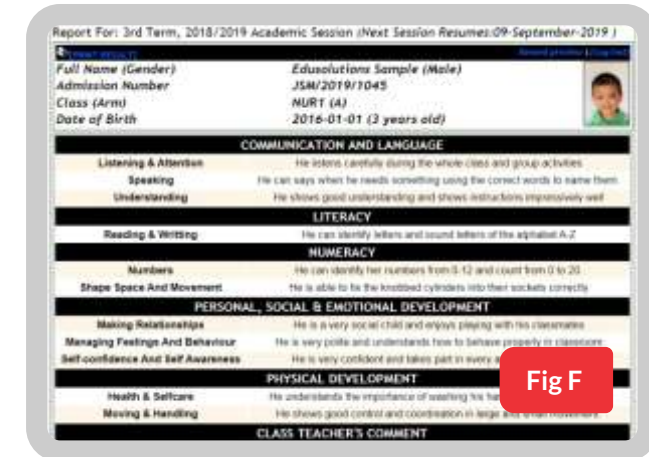 Report For: 3rd Term, 2018/2019 Academic Session (Next Session Resumes:09-September-2019 )
Full Name (Gender) Edusolutions Sample (Male)
Admission Number JSM/2019/1045
Class (Arm) NUR1 (A)
Date of Birth 2016-01-01 (3 years old)
COMMUNICATION AND LANGUAGE
Listening & Attention He listens carefully during the whole class and group activities
Speaking He can says when he needs something using the correct words to name them
Understanding He shows good understanding and shows instructions impressively well
LITERACY
Reading & Writting He can identify letters and sound letters of the alphabet A-Z
NUMERACY
Numbers He can identify her numbers from 0-12 and count from 0 to 20
Shape Space And Movement He is able to fix the knobbed cylinders into their sockets correctly
PERSONAL, SOCIAL & EMOTIONAL DEVELOPMENT
Making Relationships He is a very social child and enjoys playing with his classmates
Managing Feelings And Behaviour He is very polite and understands how to behave properly in classroom
Self-confidence And Self Awareness He is very confident and takes part in every
PHYSICAL DEVELOPMENT
Health & Selfcare He understands the importance of washing his
Moving & Handling He shows good control and coordination in large and small movement
CLASS TEACHER'S COMMENT
Fig F